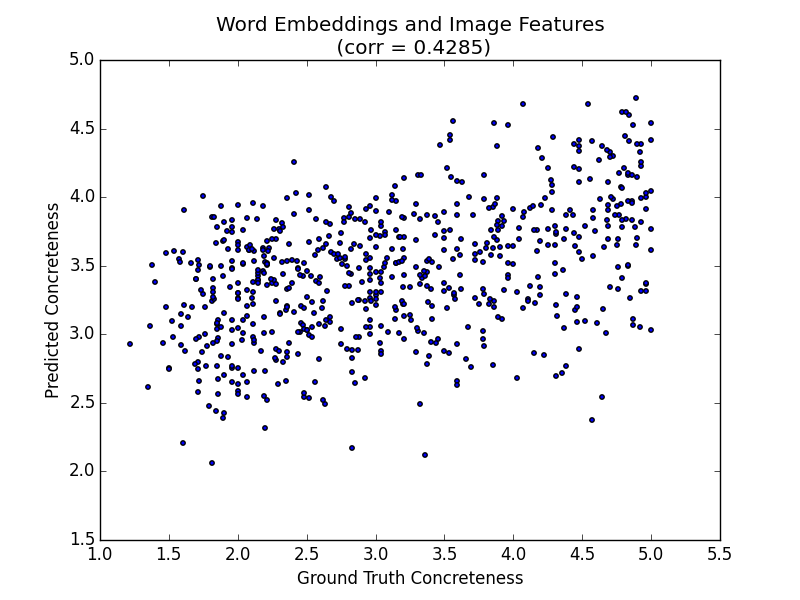 Word Embeddings and Image Features
(corr = 0.4285)
5.0
4.5
4.0
3.5
3.0
2.5
2.0
1.5
Predicted Concreteness
1.0 1.5 2.0 2.5 3.0 3.5 4.0 4.5 5.0 5.5
Ground Truth Concreteness